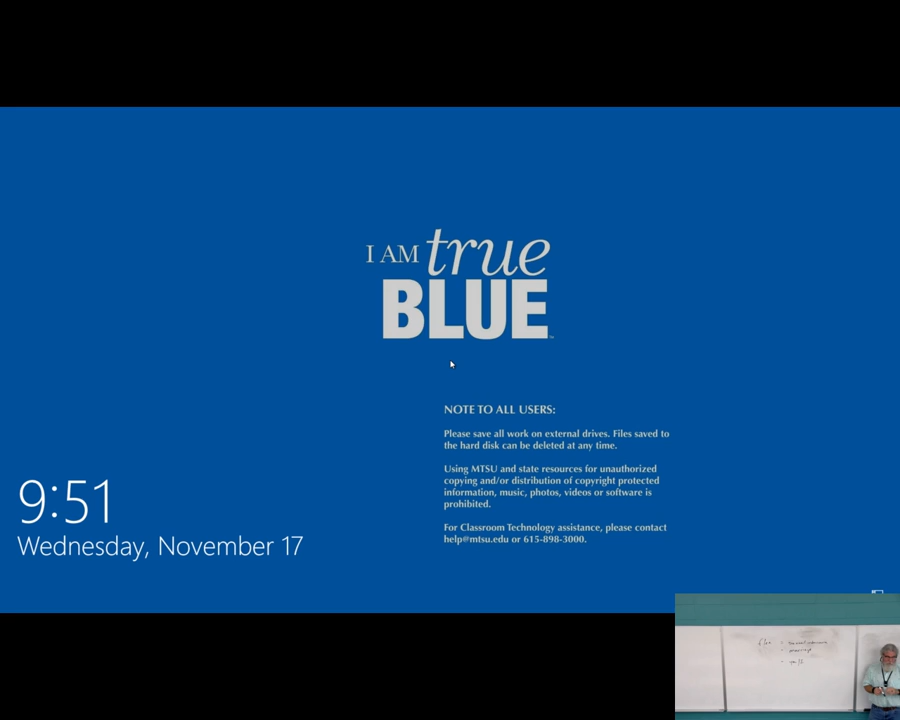 I AM true
BLUE
NOTE TO ALL USERS:
Please save all work on external drives. Files saved to
the hard disk can be deleted at any time.
Using MTSU and state resources for unauthorized
copying and/or distribution of copyright protected
information, music, photos, videos or software is
prohibited.
For Classroom Technology assistance, please contact
help@mtsu.edu or 615-898-3000.
9:51
Wednesday, November 17